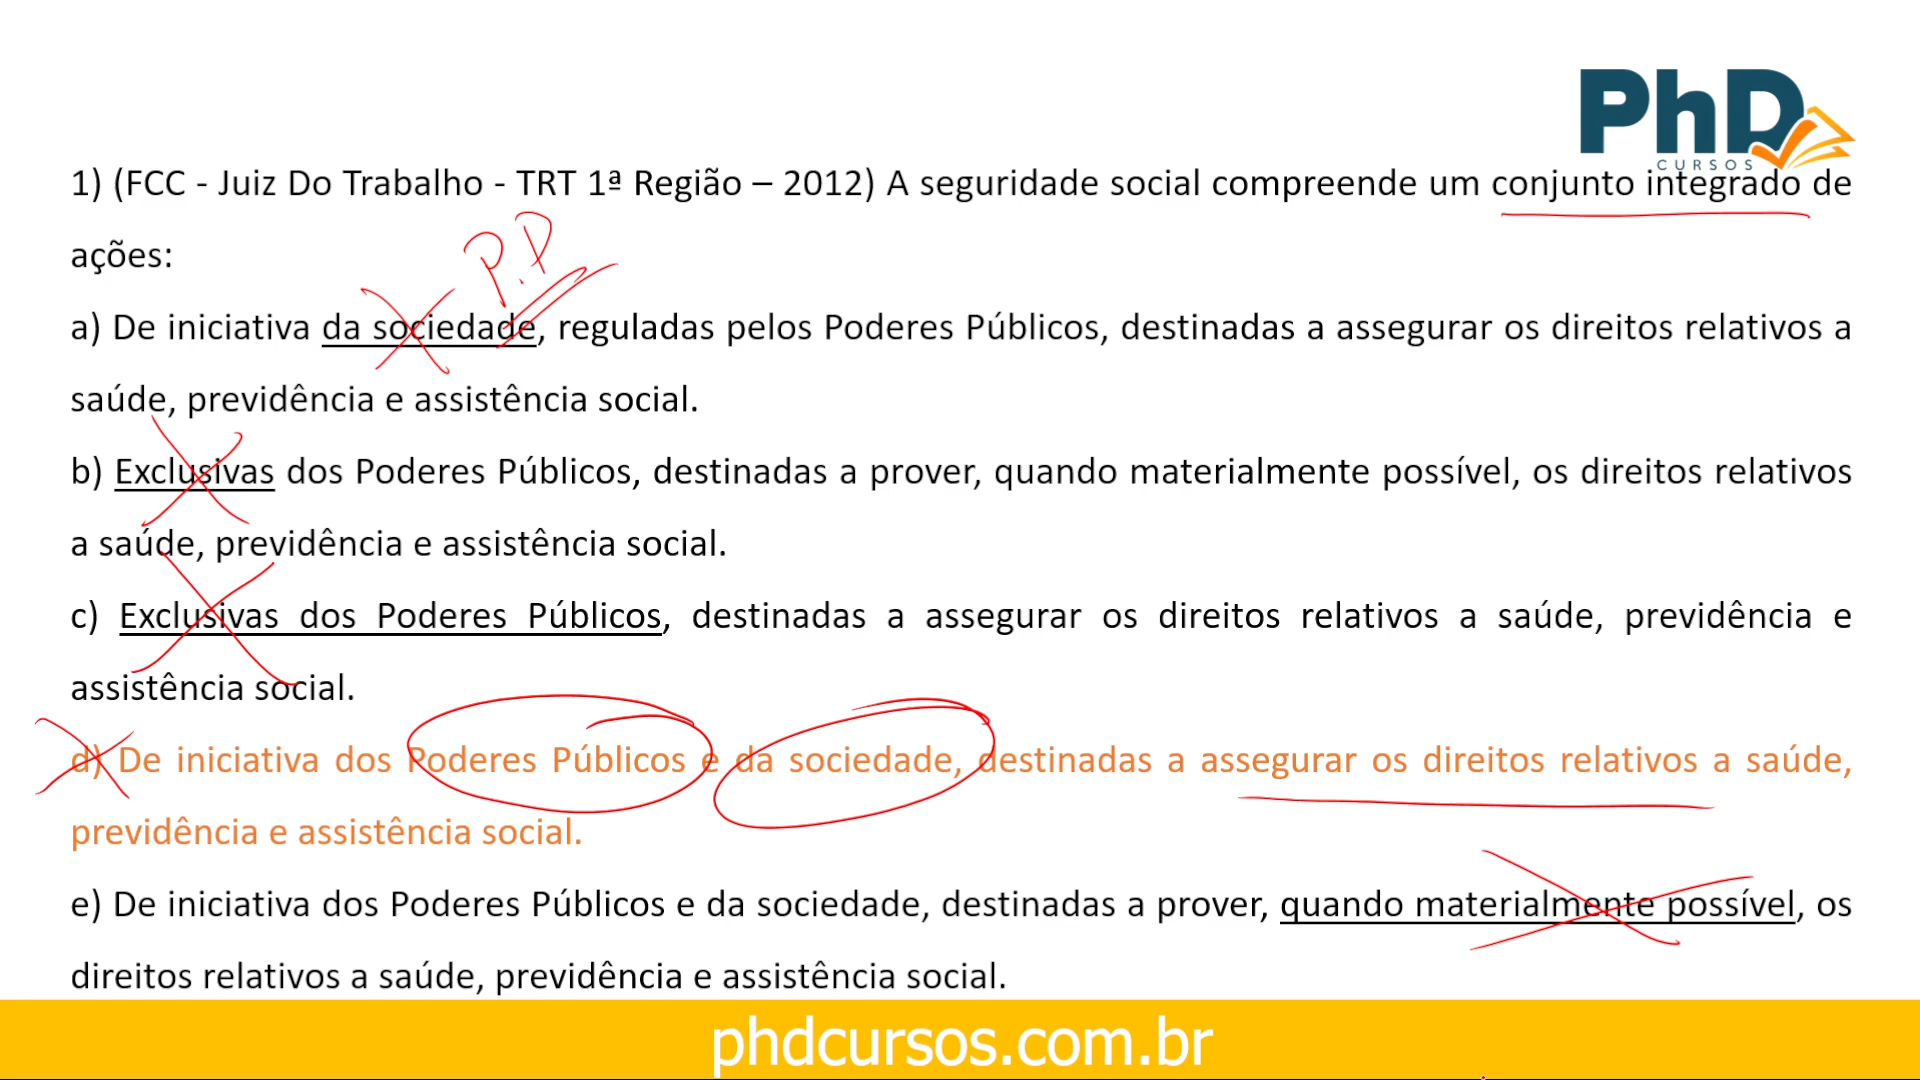 PhD
CURSOS
1) (FCC - Juiz Do Trabalho - TRT 1ª Região – 2012) A seguridade social compreende um conjunto integrado de
ações:
P.P
a) De iniciativa da sociedade, reguladas pelos Poderes Públicos, destinadas a assegurar os direitos relativos a
saúde, previdência e assistência social.
b) Exclusivas dos Poderes Públicos, destinadas a prover, quando materialmente possível, os direitos relativos
a saúde, previdência e assistência social.
c) Exclusivas dos Poderes Públicos, destinadas a assegurar os direitos relativos a saúde, previdência e
assistência social.
d) De iniciativa dos Poderes Públicos e da sociedade, destinadas a assegurar os direitos relativos a saúde,
previdência e assistência social.
e) De iniciativa dos Poderes Públicos e da sociedade, destinadas a prover, quando materialmente possível, os
direitos relativos a saúde, previdência e assistência social.
phdcursos.com.br